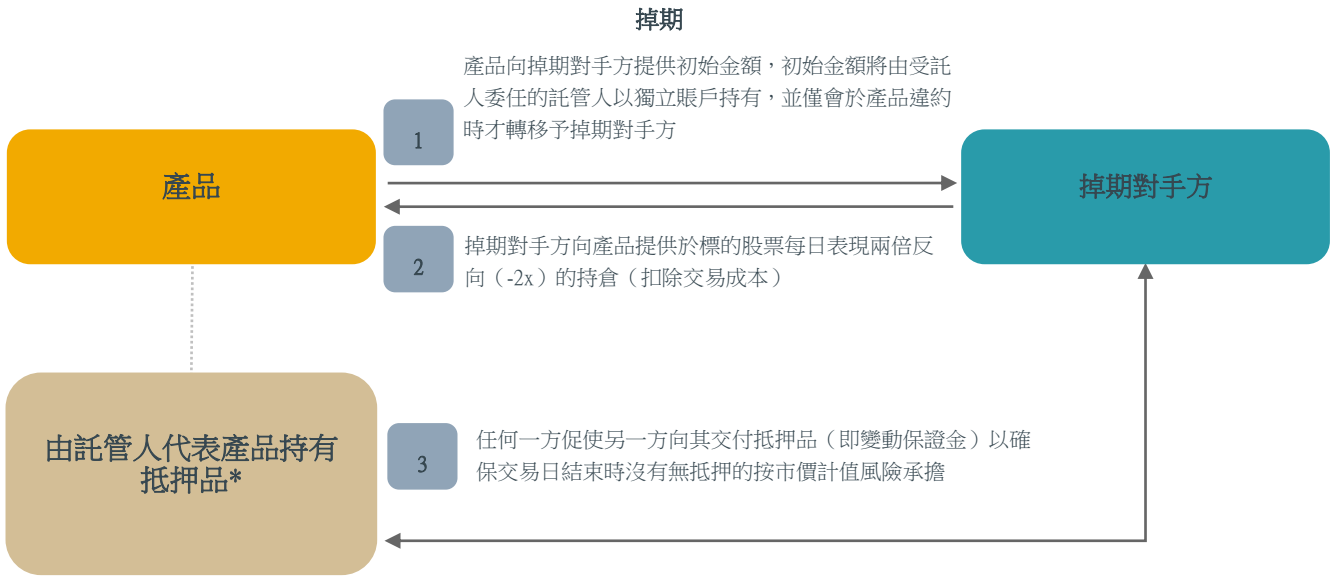 掉期
產品向掉期對手方提供初始金額，初始金額將由受託
人委任的託管人以獨立賬戶持有，並僅會於產品違約
時才轉移予掉期對手方
1
產品
掉期對手方
2
掉期對手方向產品提供於標的股票每日表現兩倍反
向（-2x）的持倉（扣除交易成本）
由託管人代表產品持有
抵押品*
3
任何一方促使另一方向其交付抵押品（即變動保證金）以確
保交易日結束時沒有無抵押的按市價計值風險承擔